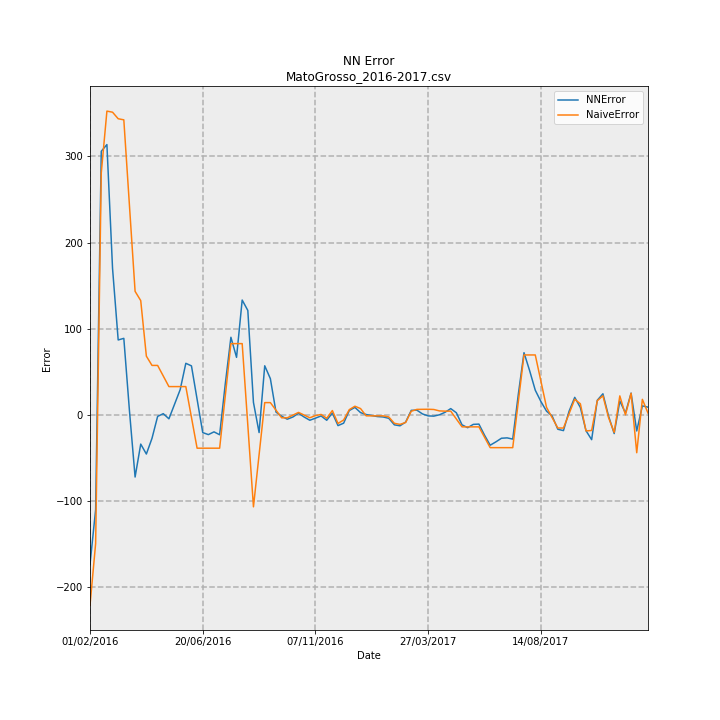 NN Error
MatoGrosso_2016-2017.csv
NNError
NaiveError
300
200
100
0
−100
−200
Error
01/02/2016 20/06/2016 07/11/2016 27/03/2017 14/08/2017
Date